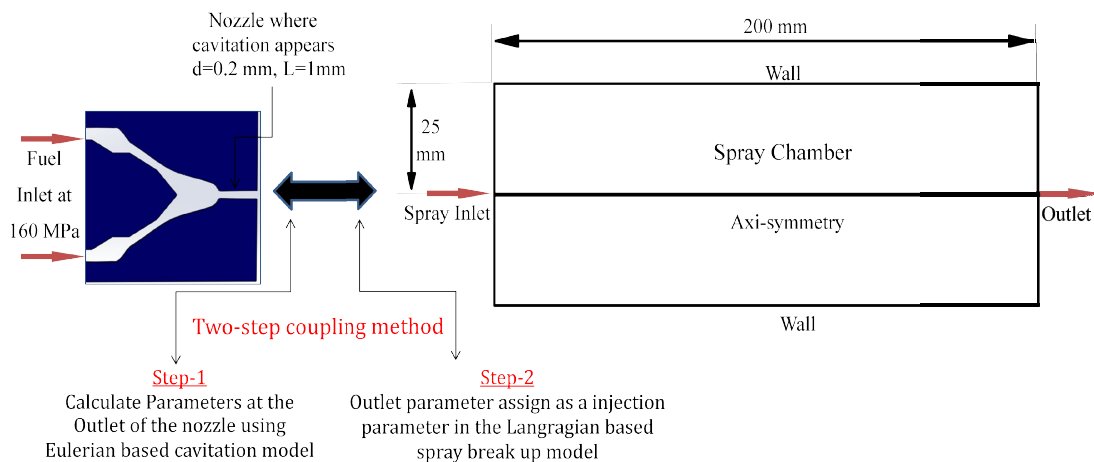 Nozzle where
cavitation appears
d=0.2 mm, L=1mm
Fuel
Inlet at
160 MPa
200 mm
Wall
25
mm
Spray Chamber
Spray Inlet
Axi-symmetry
Outlet
Wall
Two-step coupling method
Step-1
Calculate Parameters at the
Outlet of the nozzle using
Eulerian based cavitation model
Step-2
Outlet parameter assign as a injection
parameter in the Langragian based
spray break up model